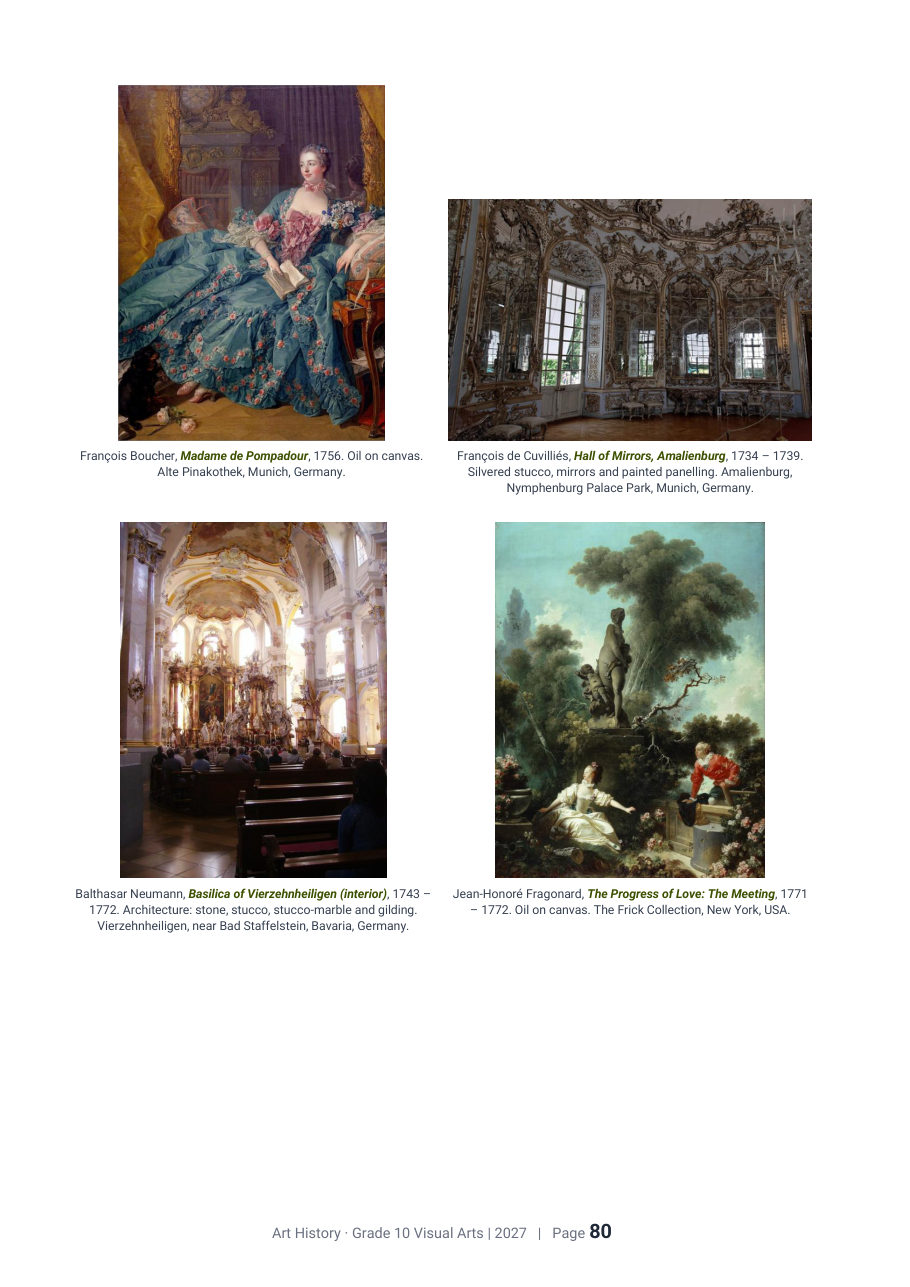 François Boucher, Madame de Pompadour, 1756. Oil on canvas.
Alte Pinakothek, Munich, Germany.
François de Cuvilliés, Hall of Mirrors, Amalienburg, 1734 – 1739.
Silvered stucco, mirrors and painted panelling. Amalienburg,
Nymphenburg Palace Park, Munich, Germany.
Balthasar Neumann, Basilica of Vierzehnheiligen (interior), 1743 –
1772. Architecture: stone, stucco, stucco-marble and gilding.
Vierzehnheiligen, near Bad Staffelstein, Bavaria, Germany.
Jean-Honoré Fragonard, The Progress of Love: The Meeting, 1771
– 1772. Oil on canvas. The Frick Collection, New York, USA.
Art History · Grade 10 Visual Arts | 2027 | Page 80